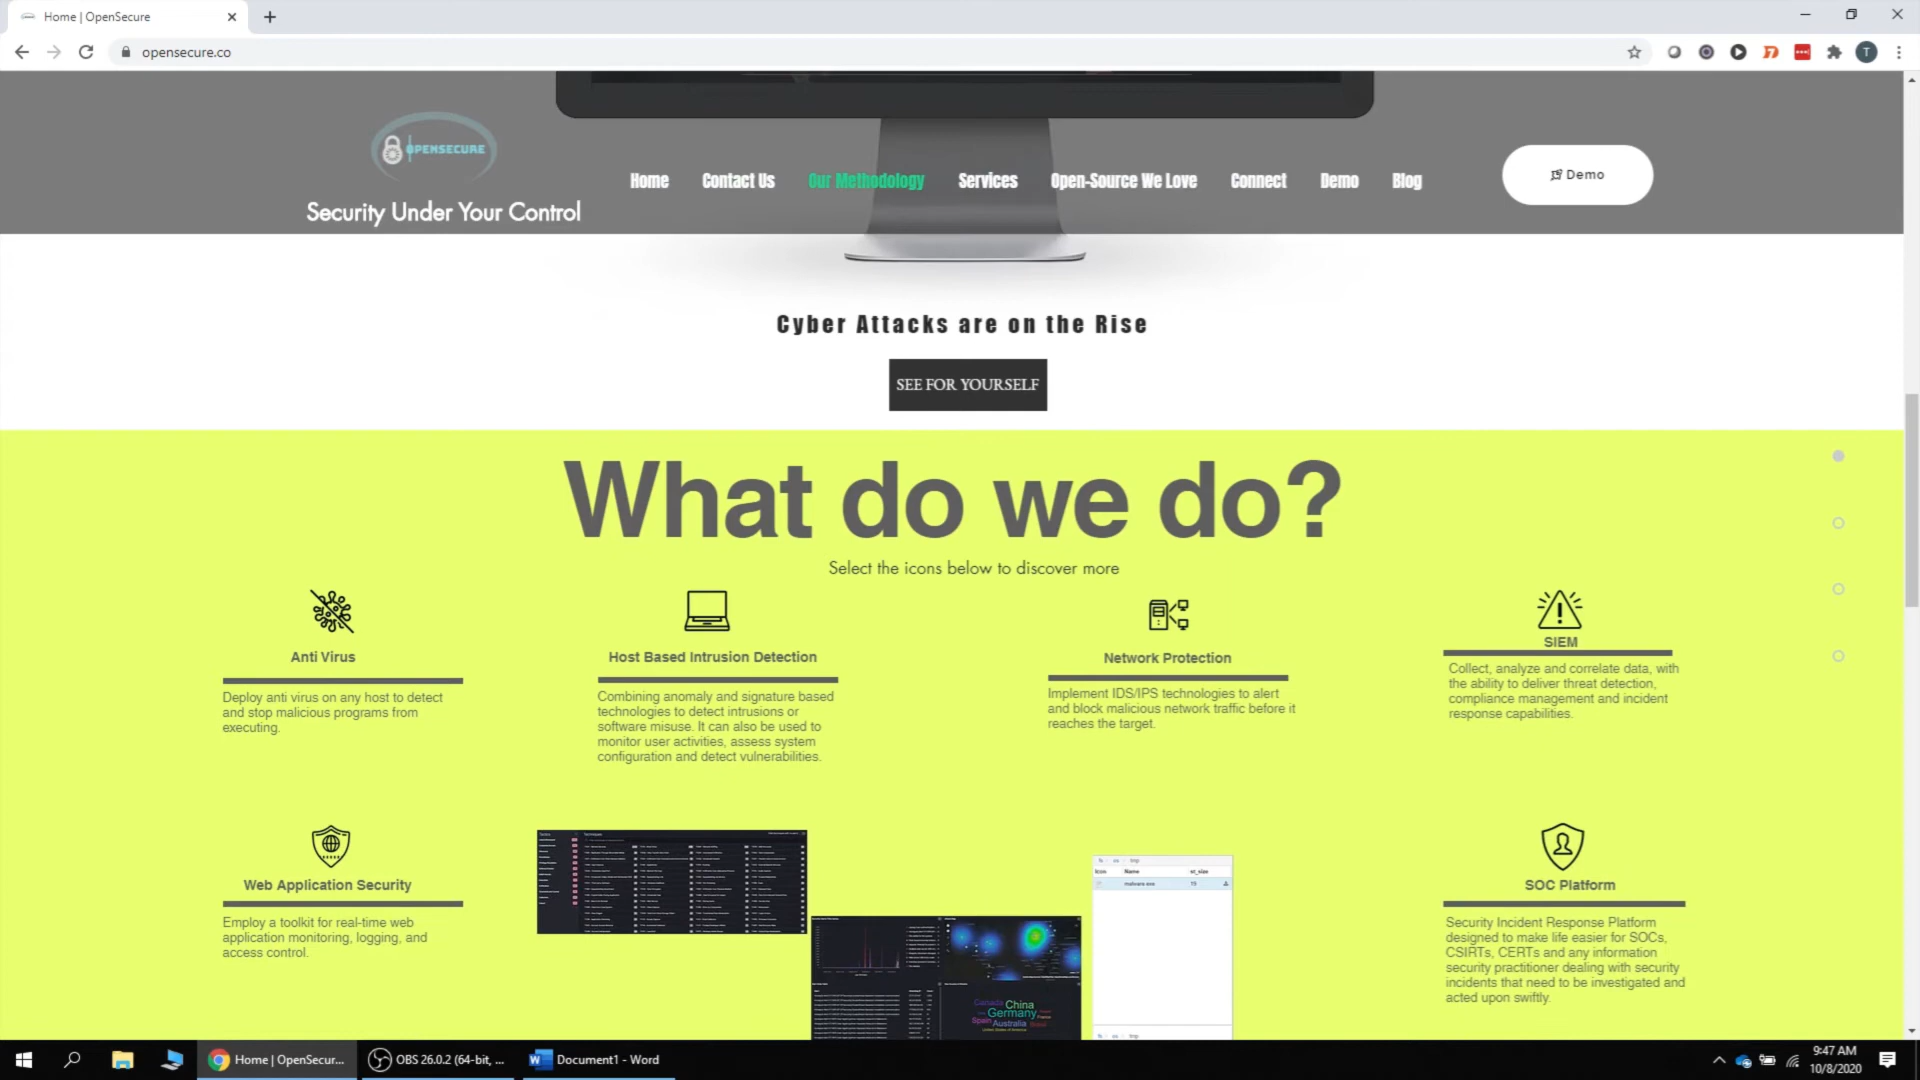 Home | OpenSecure
opensecure.co
T
OPENSECURE
Security Under Your Control
Home
Contact Us
Our Methodology
Services
Open-Source We Love
Connect
Demo
Blog
Demo
Cyber Attacks are on the Rise
SEE FOR YOURSELF
What do we do?
Select the icons below to discover more
Anti Virus
Deploy anti virus on any host to detect
and stop malicious programs from
executing.
Host Based Intrusion Detection
Combining anomaly and signature based
technologies to detect intrusions or
software misuse. It can also be used to
monitor user activities, assess system
configuration and detect vulnerabilities.
Network Protection
Implement IDS/IPS technologies to alert
and block malicious network traffic before it
reaches the target.
SIEM
Collect, analyze and correlate data, with
the ability to deliver threat detection,
compliance management and incident
response capabilities.
Web Application Security
Employ a toolkit for real-time web
application monitoring, logging, and
access control.
Icon Name
malware.exe
Canada China
Germany
Spain Australia
SOC Platform
Security Incident Response Platform
designed to make life easier for SOCs,
CSIRTs, CERTs and any information
security practitioner dealing with security
incidents that need to be investigated and
acted upon swiftly.
Home | OpenSecur...
OBS 26.0.2 (64-bit, ...
Document1 - Word
9:47 AM
10/8/2020